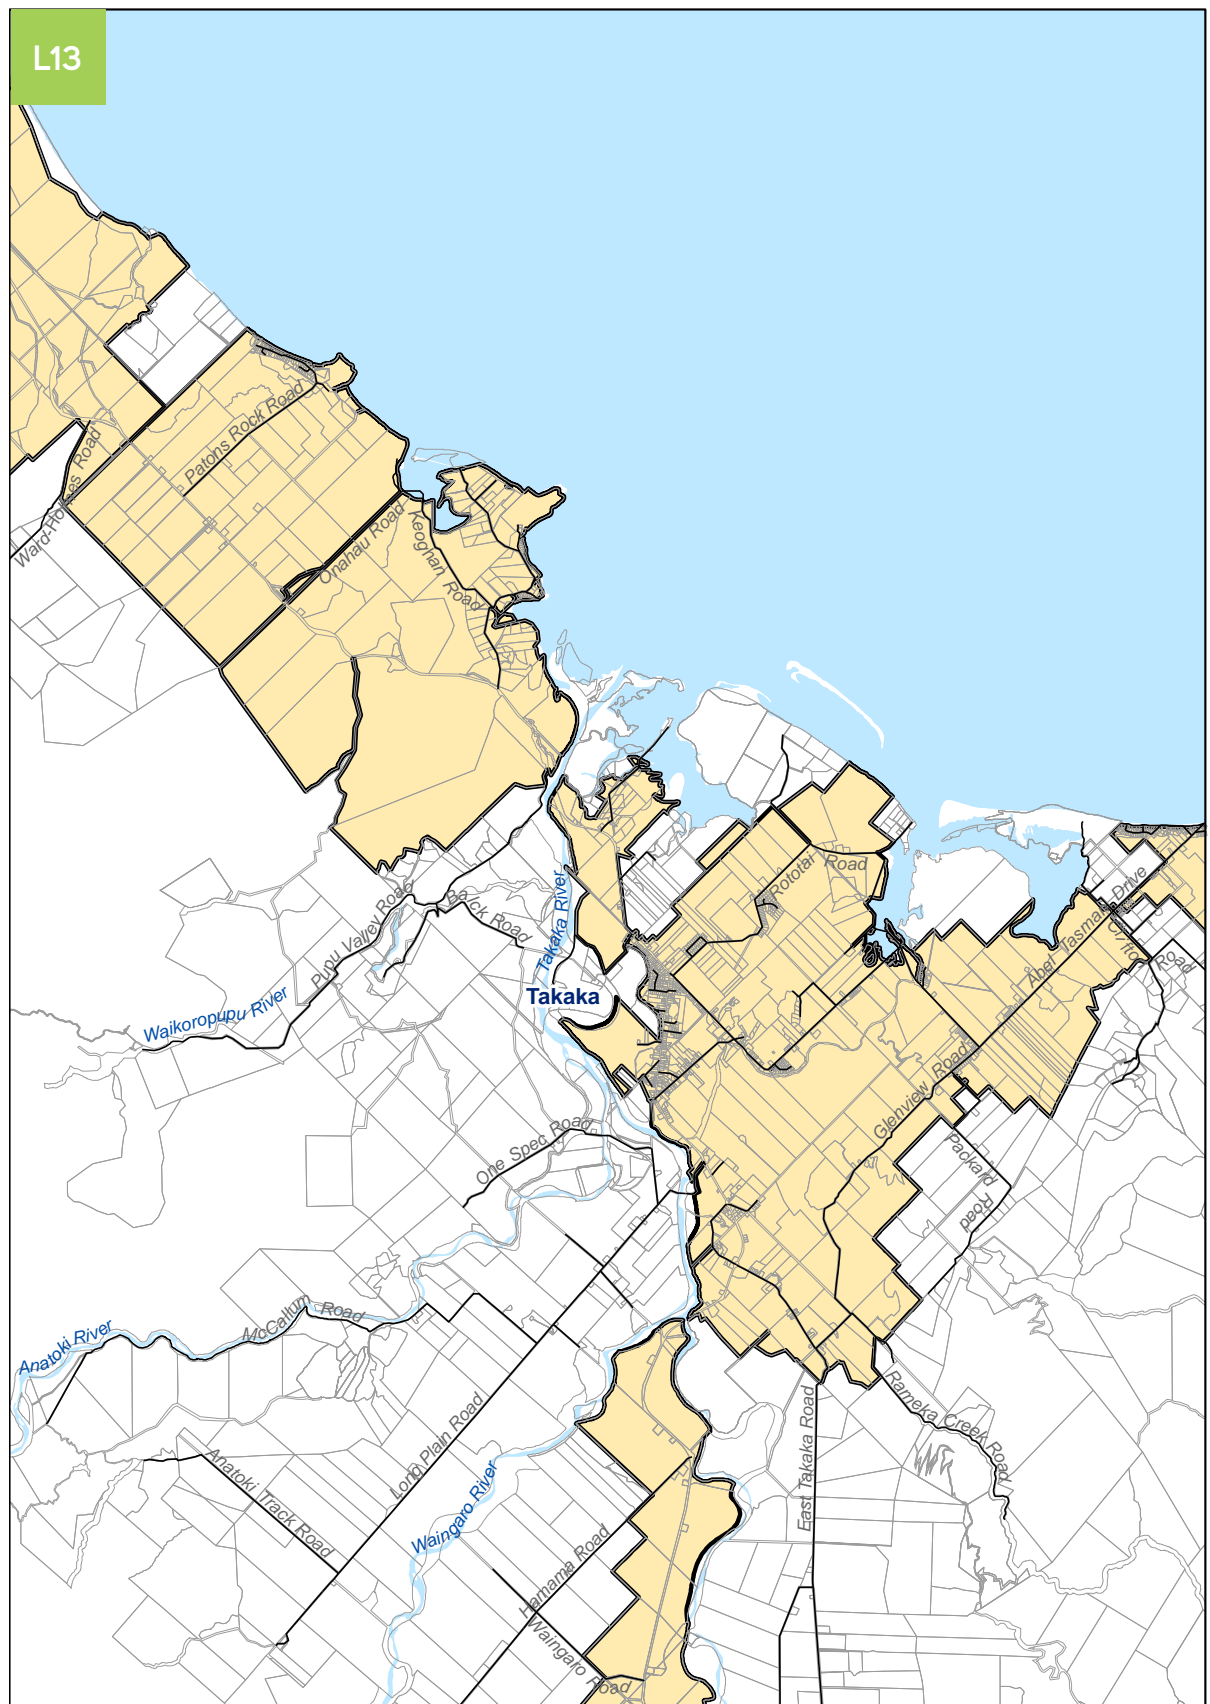 L13
Patons Rock Road
Ward-Holmes Road
Onahau Road
Keoghan Road
Rototai Road
Pupu Valley Road
Back Road
Takaka River
Abel Tasman Drive
Clifton Road
Takaka
Waikoropupu River
Glenview Road
One Spec Road
Packard Road
McCallum Road
Anatoki River
Rameka Creek Road
East Takaka Road
Long Plain Road
Anatoki Track Road
Waingaro River
Hamama Road
Waingaro Road